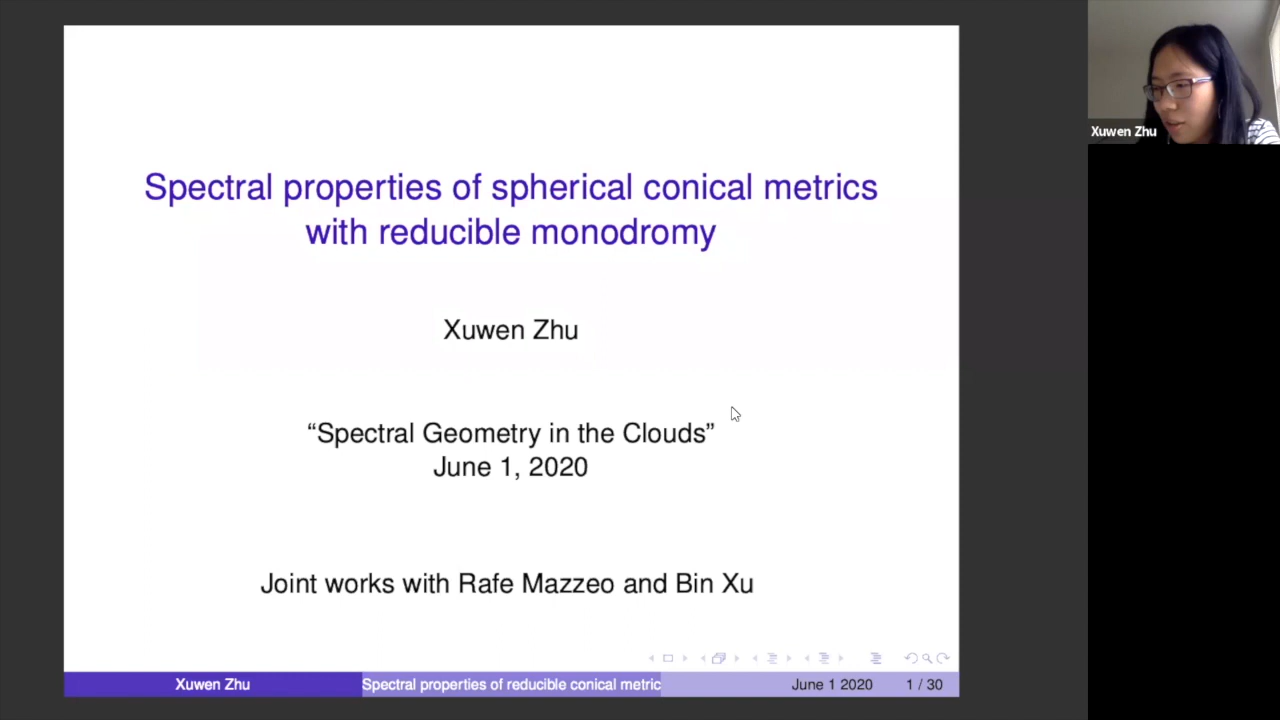 Spectral properties of spherical conical metrics
with reducible monodromy
Xuwen Zhu
“Spectral Geometry in the Clouds”
June 1, 2020
Joint works with Rafe Mazzeo and Bin Xu
Xuwen Zhu
Spectral properties of reducible conical metric
June 1 2020
1 / 30
Xuwen Zhu